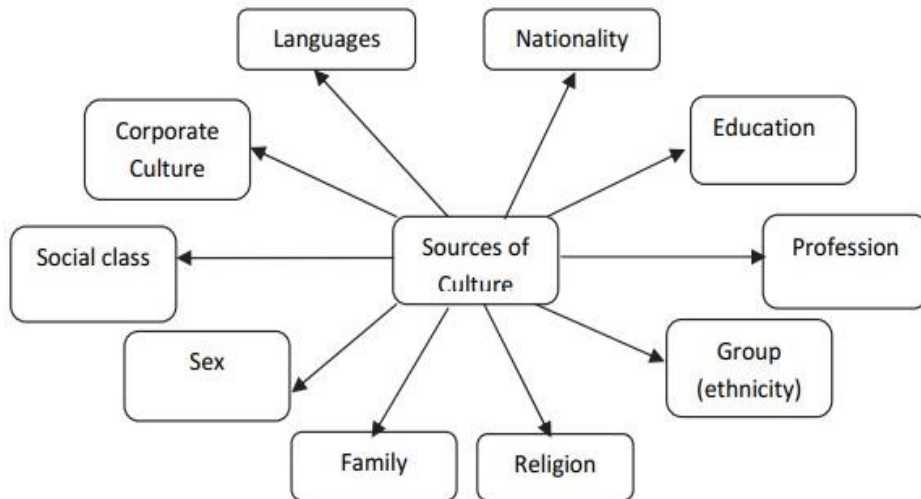 Languages
Nationality
Corporate
Culture
Education
Social class
Sources of
Culture
Profession
Sex
Group
(ethnicity)
Family
Religion